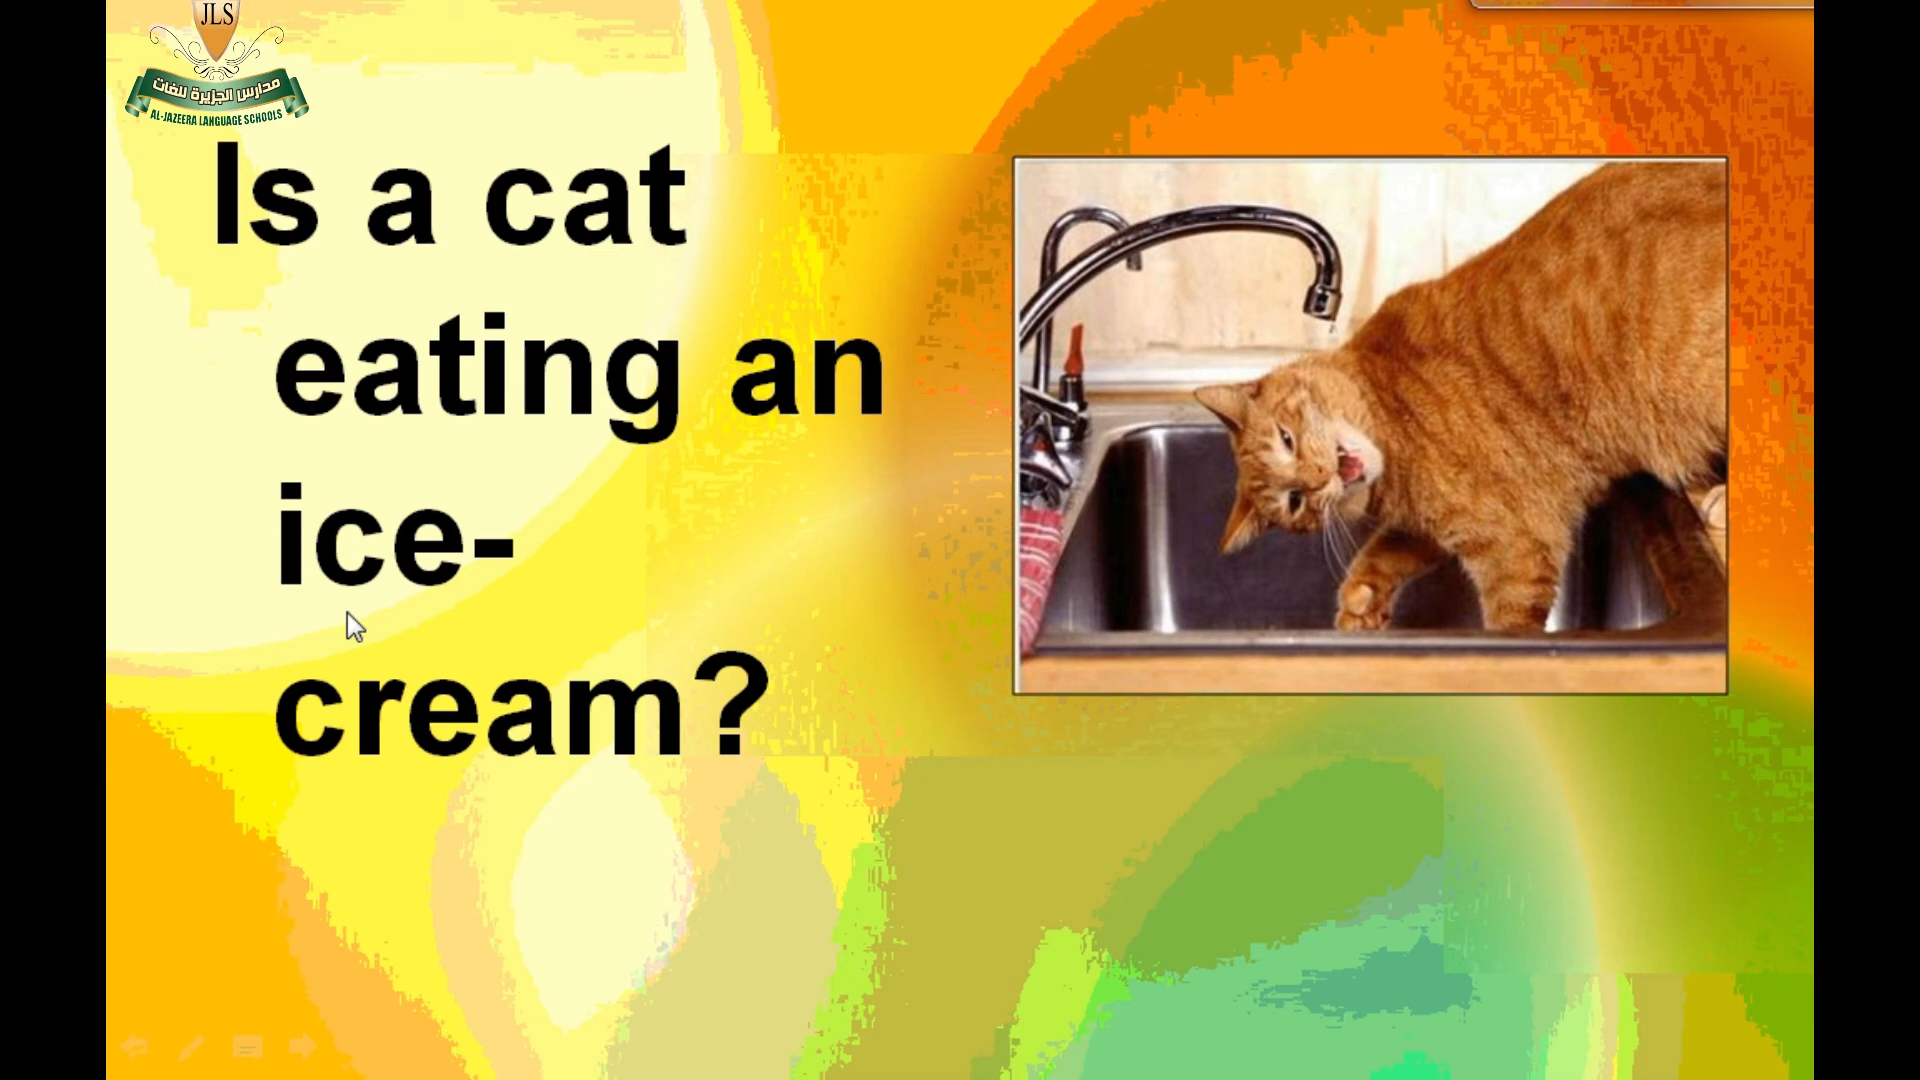 JLS
مدارس الجزيرة للغات
AL-JAZEERA LANGUAGE SCHOOLS
Is a cat
eating an
ice-
cream?